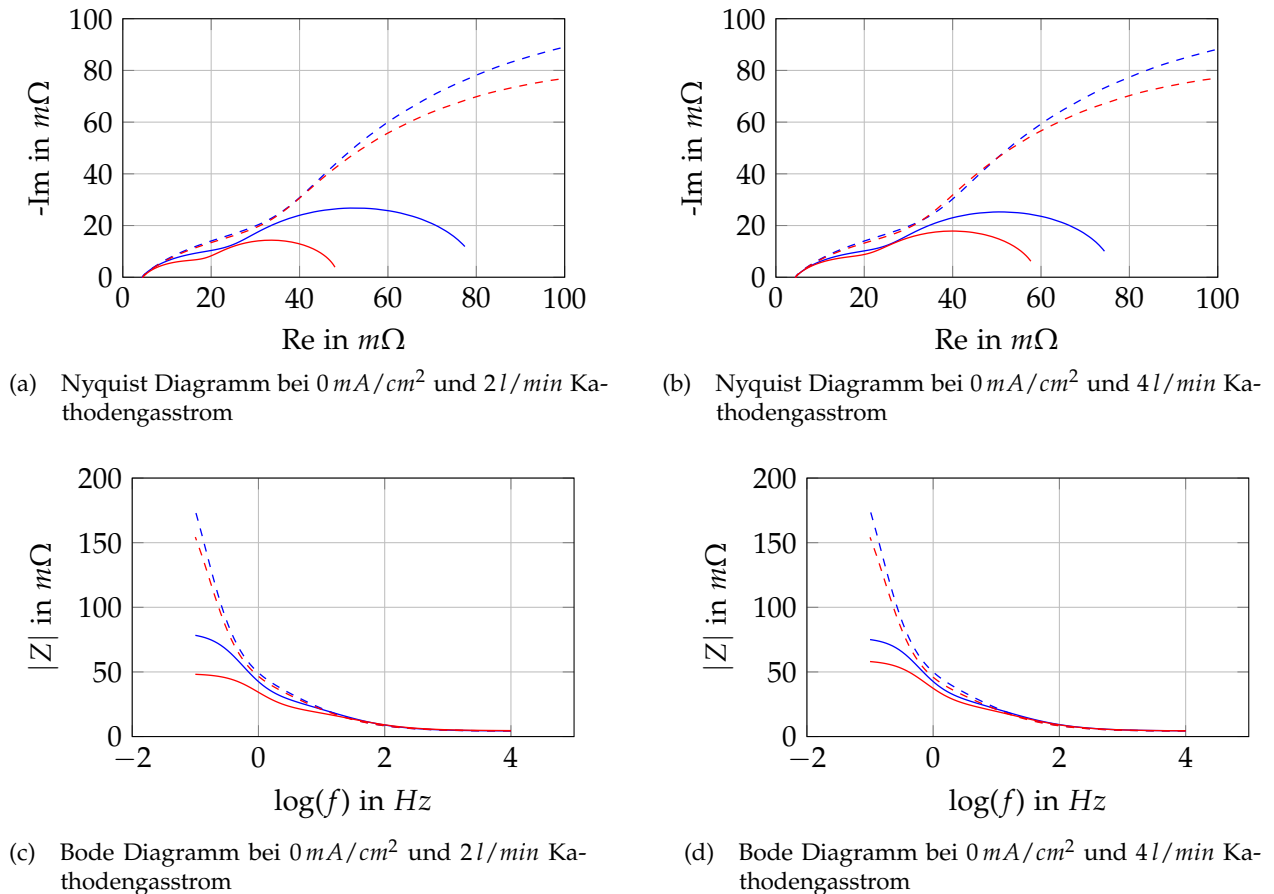 100
80
60
40
20
0
-Im in mΩ
0
20
40
60
80
100
Re in mΩ
(a) Nyquist Diagramm bei 0 mA/cm² und 2 l/min Ka-
thodengasstrom
100
80
60
40
20
0
-Im in mΩ
0
20
40
60
80
100
Re in mΩ
(b) Nyquist Diagramm bei 0 mA/cm² und 4 l/min Ka-
thodengasstrom
200
150
100
50
0
|Z| in mΩ
−2
0
2
4
log(f) in Hz
(c) Bode Diagramm bei 0 mA/cm² und 2 l/min Ka-
thodengasstrom
200
150
100
50
0
|Z| in mΩ
−2
0
2
4
log(f) in Hz
(d) Bode Diagramm bei 0 mA/cm² und 4 l/min Ka-
thodengasstrom